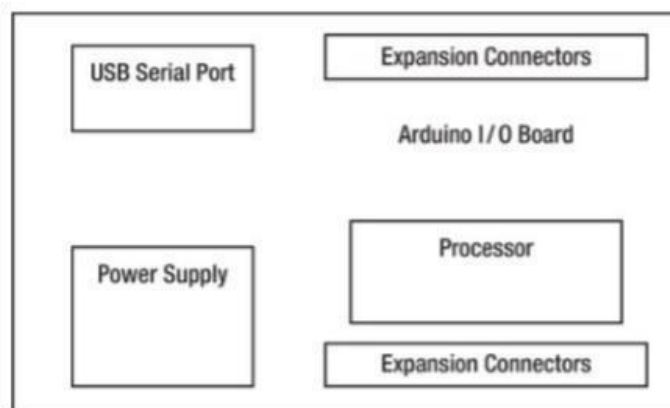 USB Serial Port
Expansion Connectors
Arduino I/O Board
Power Supply
Processor
Expansion Connectors